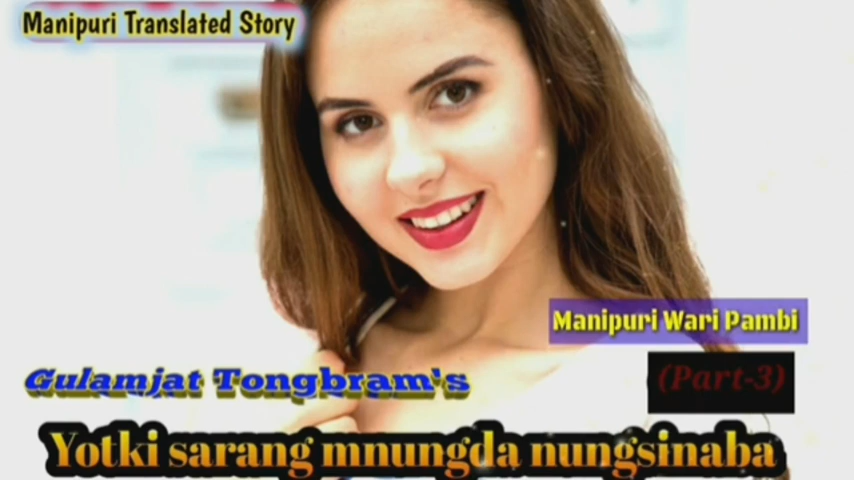 Manipuri Translated Story
Manipuri Wari Pambi
Gulamjat Tongbram's
(Part-3)
Yotki sarang mnungda nungsinaba